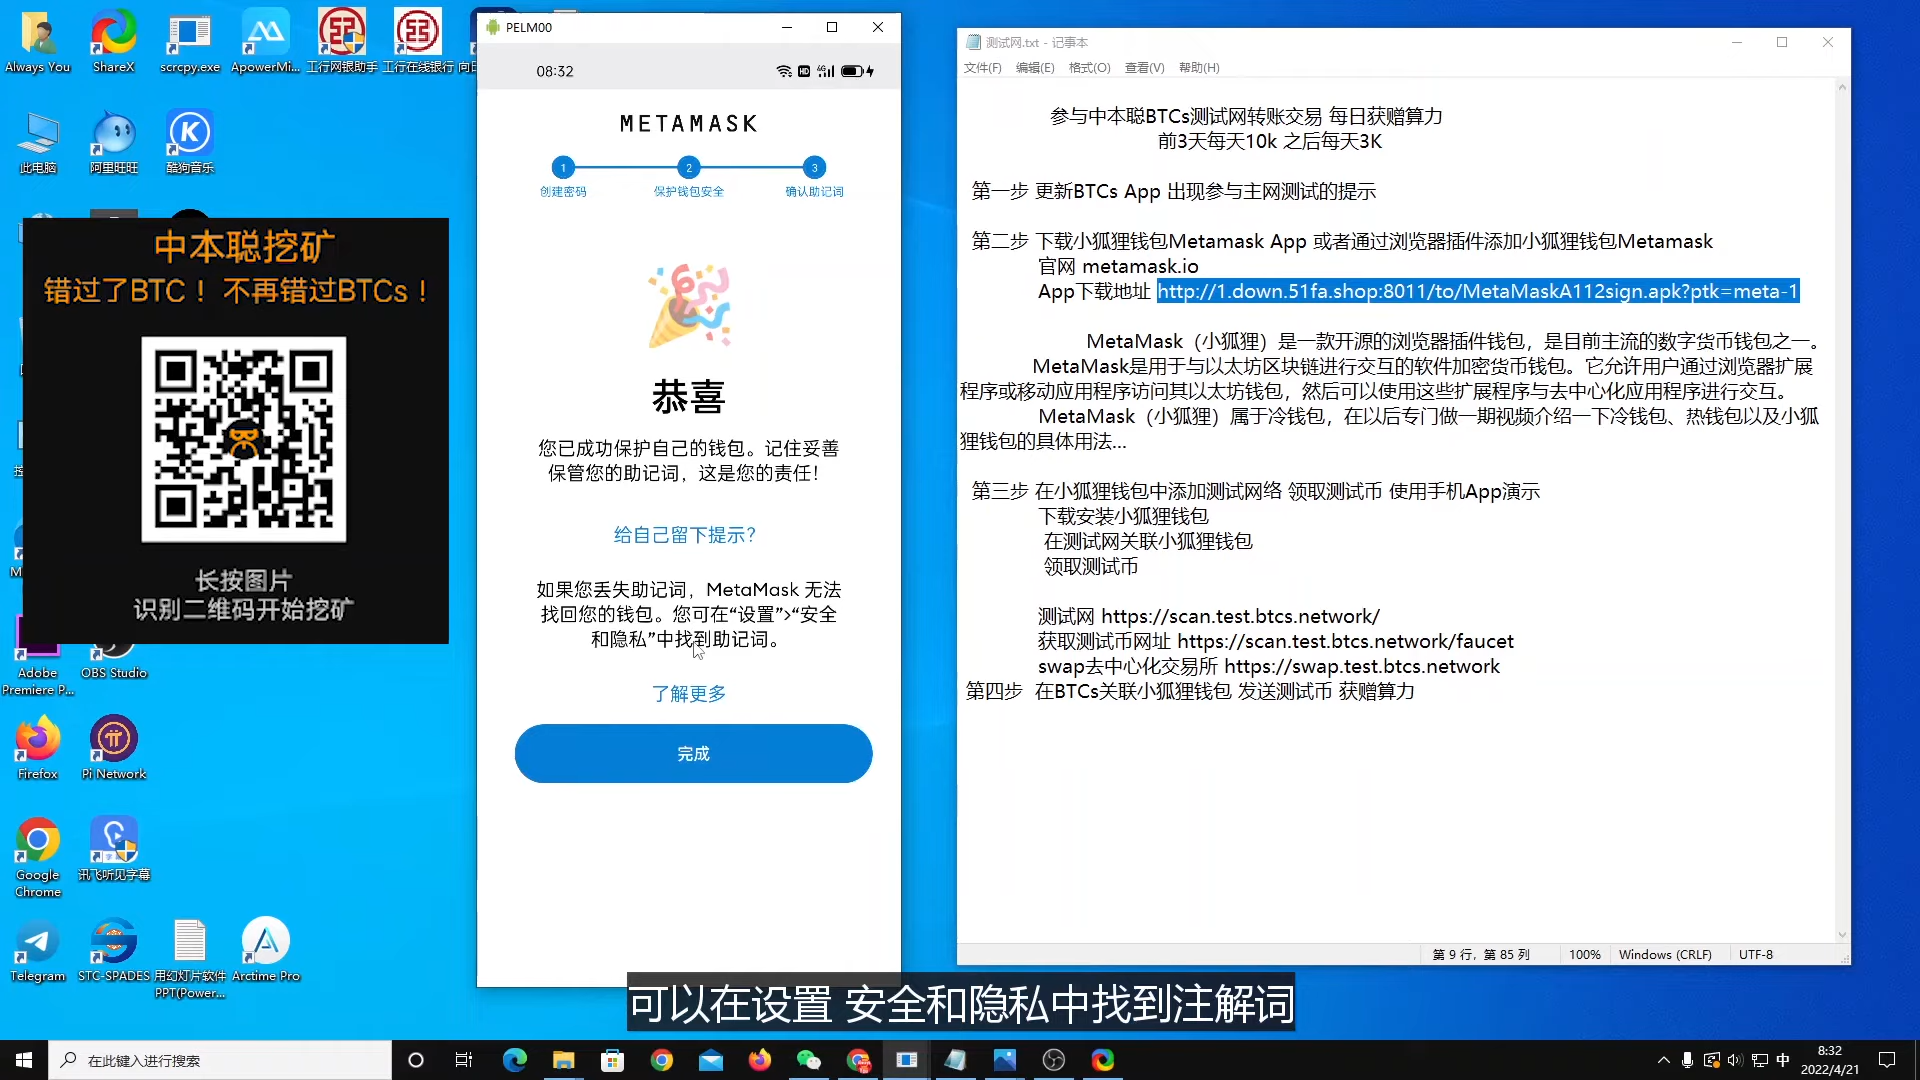 Always You
ShareX
scrcpy.exe
ApowerMi...
工行网银助手
工行在线银行
此电脑
阿里旺旺
酷狗音乐
中本聪挖矿
错过了BTC！ 不再错过BTCs！
长按图片
识别二维码开始挖矿
Adobe
Premiere P...
OBS Studio
Firefox
Pi Network
Google
Chrome
讯飞听见字幕
Telegram
STC-SPADES
用幻灯片软件
PPT(Power...
Arctime Pro
PELM00
08:32
METAMASK
1
2
3
创建密码
保护钱包安全
确认助记词
恭喜
您已成功保护自己的钱包。记住妥善
保管您的助记词，这是您的责任！
给自己留下提示？
如果您丢失助记词，MetaMask 无法
找回您的钱包。您可在“设置”>“安全
和隐私”中找到助记词。
了解更多
完成
测试网.txt - 记事本
文件(F) 编辑(E) 格式(O) 查看(V) 帮助(H)
参与中本聪BTCs测试网转账交易 每日获赠算力
前3天每天10k 之后每天3K
第一步 更新BTCs App 出现参与主网测试的提示
第二步 下载小狐狸钱包Metamask App 或者通过浏览器插件添加小狐狸钱包Metamask
官网 metamask.io
App下载地址 http://1.down.51fa.shop:8011/to/MetaMaskA112sign.apk?ptk=meta-1
MetaMask（小狐狸）是一款开源的浏览器插件钱包，是目前主流的数字货币钱包之一。
MetaMask是用于与以太坊区块链进行交互的软件加密货币钱包。它允许用户通过浏览器扩展
程序或移动应用程序访问其以太坊钱包，然后可以使用这些扩展程序与去中心化应用程序进行交互。
MetaMask（小狐狸）属于冷钱包，在以后专门做一期视频介绍一下冷钱包、热钱包以及小狐
狸钱包的具体用法...
第三步 在小狐狸钱包中添加测试网络 领取测试币 使用手机App演示
下载安装小狐狸钱包
在测试网关联小狐狸钱包
领取测试币
测试网 https://scan.test.btcs.network/
获取测试币网址 https://scan.test.btcs.network/faucet
swap去中心化交易所 https://swap.test.btcs.network
第四步 在BTCs关联小狐狸钱包 发送测试币 获赠算力
第 9 行，第 85 列
100%
Windows (CRLF)
UTF-8
可以在设置 安全和隐私中找到注解词
在此键入进行搜索
中
8:32
2022/4/21